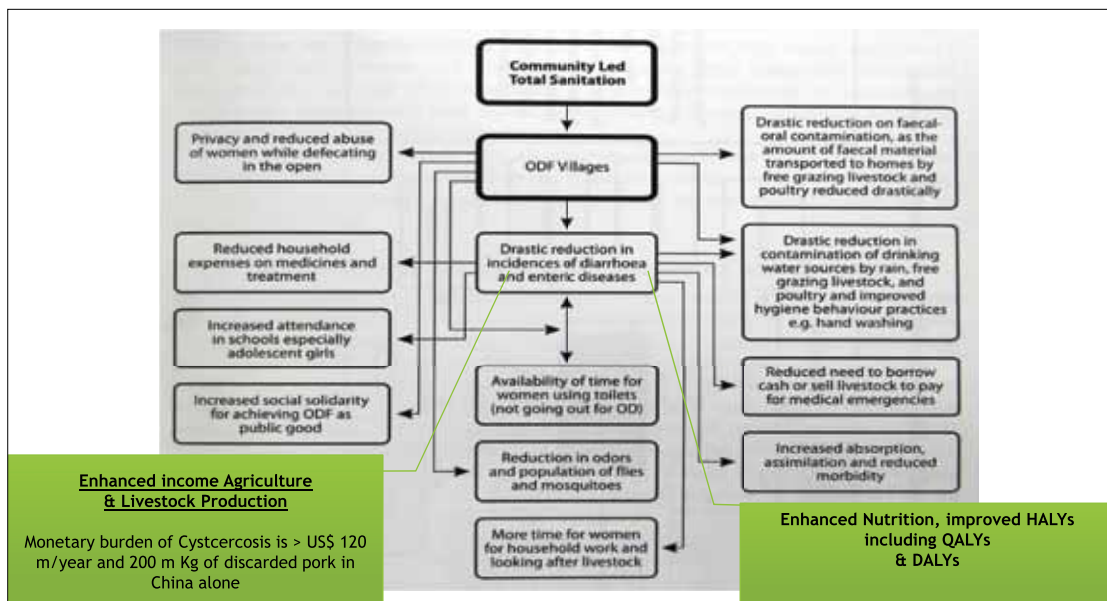 Community Led
Total Sanitation
ODF Villages
Privacy and reduced abuse
of women while defecating
in the open
Drastic reduction on faecal-
oral contamination, as the
amount of faecal material
transported to homes by
free grazing livestock and
poultry reduced drastically
Reduced household
expenses on medicines and
treatment
Drastic reduction in
incidences of diarrhoea
and enteric diseases
Drastic reduction in
contamination of drinking
water sources by rain, free
grazing livestock, and
poultry and improved
hygiene behaviour practices
e.g. hand washing
Increased attendance
in schools especially
adolescent girls
Increased social solidarity
for achieving ODF as
public good
Availability of time for
women using toilets
(not going out for OD)
Reduced need to borrow
cash or sell livestock to pay
for medical emergencies
Reduction in odors
and population of flies
and mosquitoes
Increased absorption,
assimilation and reduced
morbidity
More time for women
for household work and
looking after livestock
Enhanced income Agriculture
& Livestock Production
Monetary burden of Cystcercosis is > US$ 120
m/year and 200 m Kg of discarded pork in
China alone
Enhanced Nutrition, improved HALYs
including QALYs
& DALYs